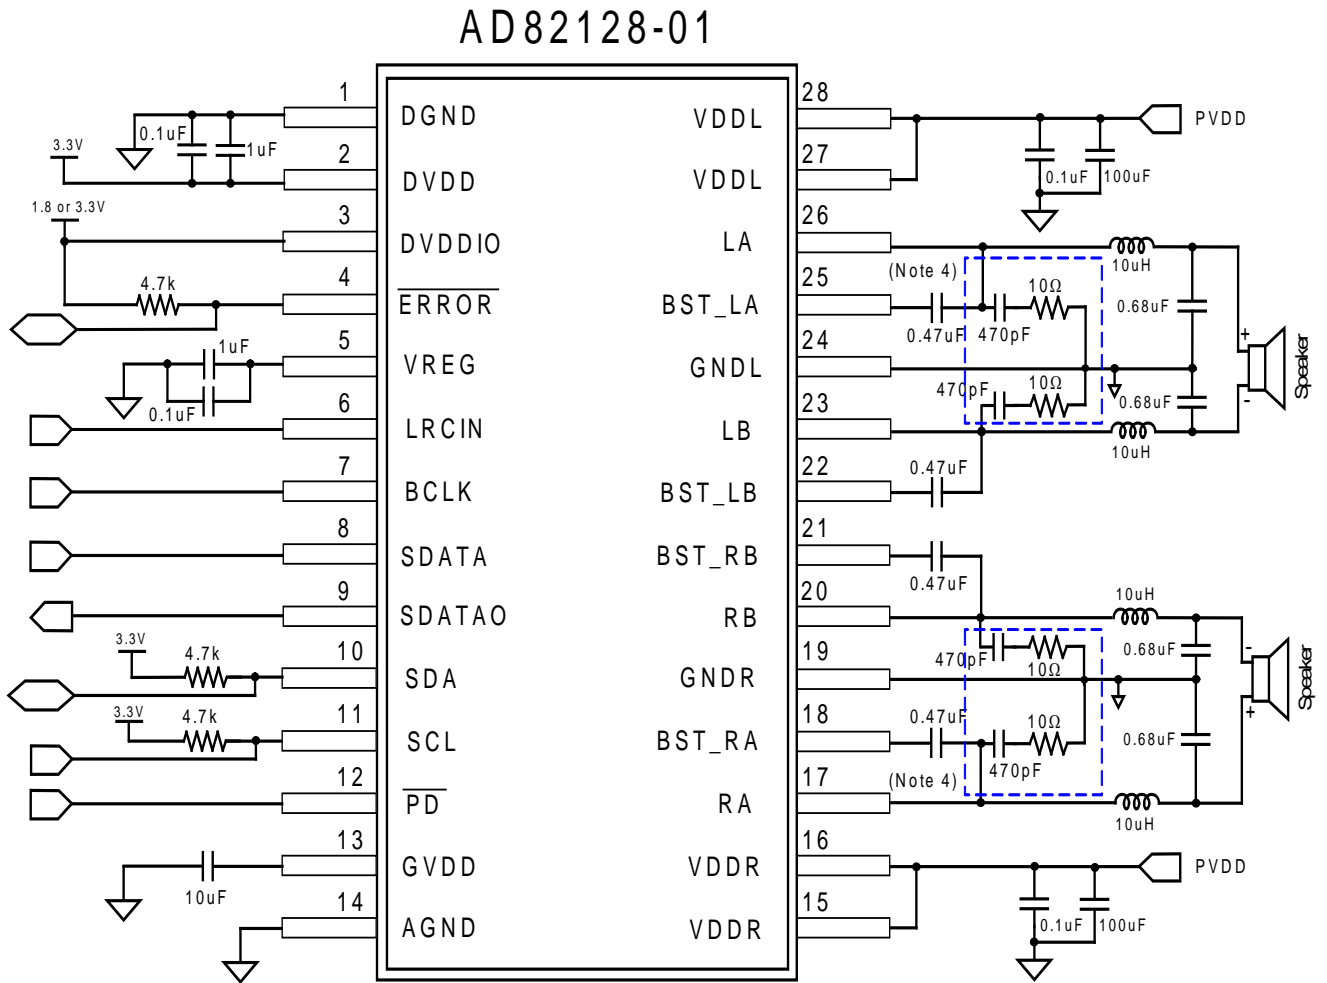 AD82128-01
1
DGND
0.1uF
1uF
3.3V
2
DVDD
1.8 or 3.3V
3
DVDDIO
4.7k
4
ERROR
1uF
5
VREG
0.1uF
6
LRCIN
7
BCLK
8
SDATA
9
SDATAO
3.3V
4.7k
10
SDA
3.3V
4.7k
11
SCL
12
PD
13
GVDD
10uF
14
AGND
28
VDDL
PVDD
27
VDDL
0.1uF
100uF
26
LA
10uH
(Note 4)
25
BST_LA
0.47uF
470pF
10Ω
0.68uF
24
GNDL
+
Speaker
-
470pF
10Ω
0.68uF
23
LB
10uH
22
BST_LB
0.47uF
21
BST_RB
0.47uF
20
RB
10uH
470pF
10Ω
0.68uF
19
GNDR
-
Speaker
+
18
BST_RA
0.47uF
10Ω
470pF
0.68uF
(Note 4)
17
RA
10uH
16
VDDR
PVDD
15
VDDR
0.1uF
100uF